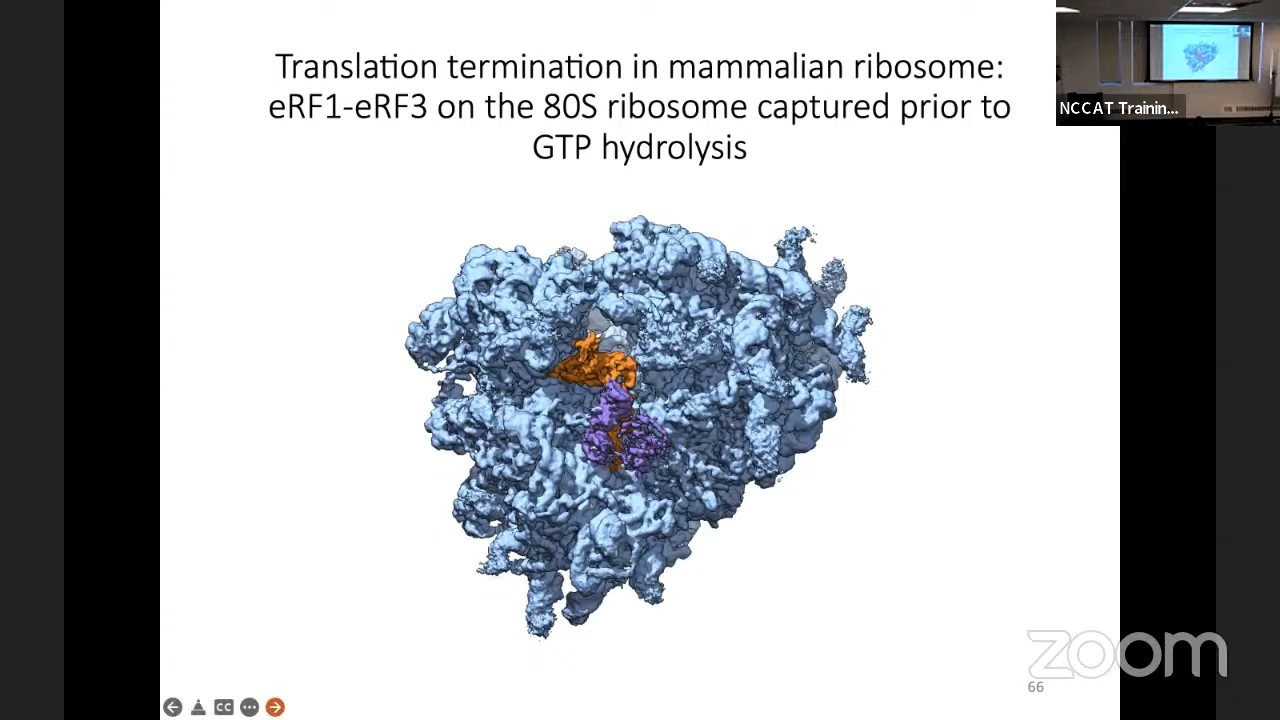 Translation termination in mammalian ribosome:
eRF1-eRF3 on the 80S ribosome captured prior to
GTP hydrolysis
NCCAT Trainin...
CC
zoom
66